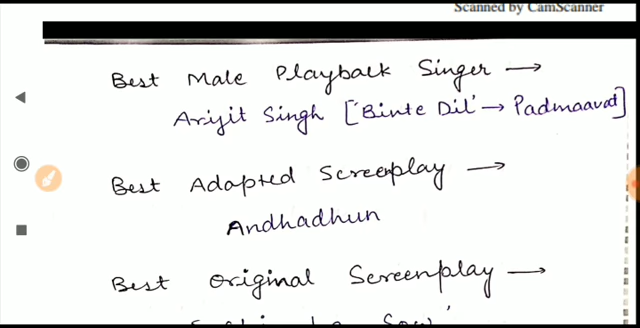 Scanned by CamScanner
Best Male Playback Singer →
Arijit Singh ['Binte Dil' → Padmaavat]
Best Adapted Screenplay →
Andhadhun
Best Original Screenplay →